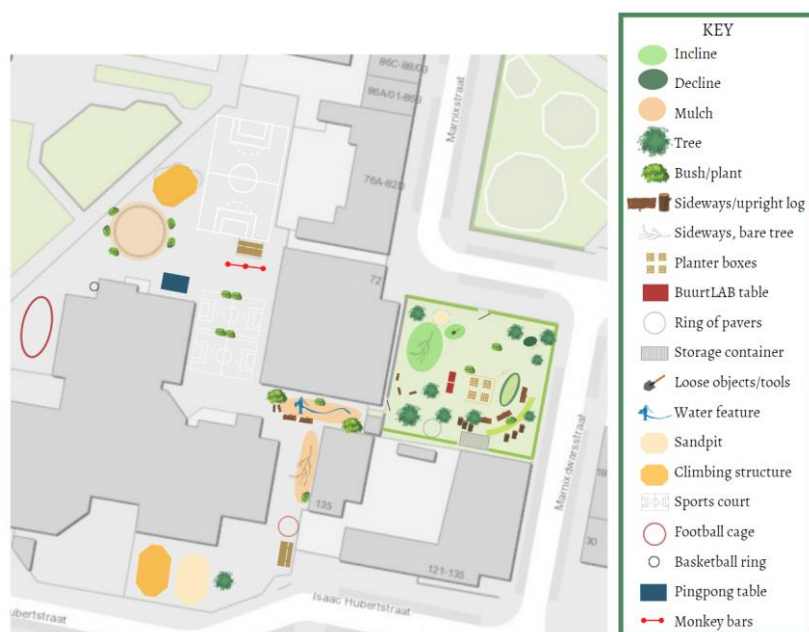 86C-88/03
86A/01-86B
Marnixstraat
76A-82D
72
135
121-135
Marnixdwarsstraat
30
Isaac Hubertstraat
ubertstraat
KEY
Incline
Decline
Mulch
Tree
Bush/plant
Sideways/upright log
Sideways, bare tree
Planter boxes
BuurtLAB table
Ring of pavers
Storage container
Loose objects/tools
Water feature
Sandpit
Climbing structure
Sports court
Football cage
Basketball ring
Pingpong table
Monkey bars